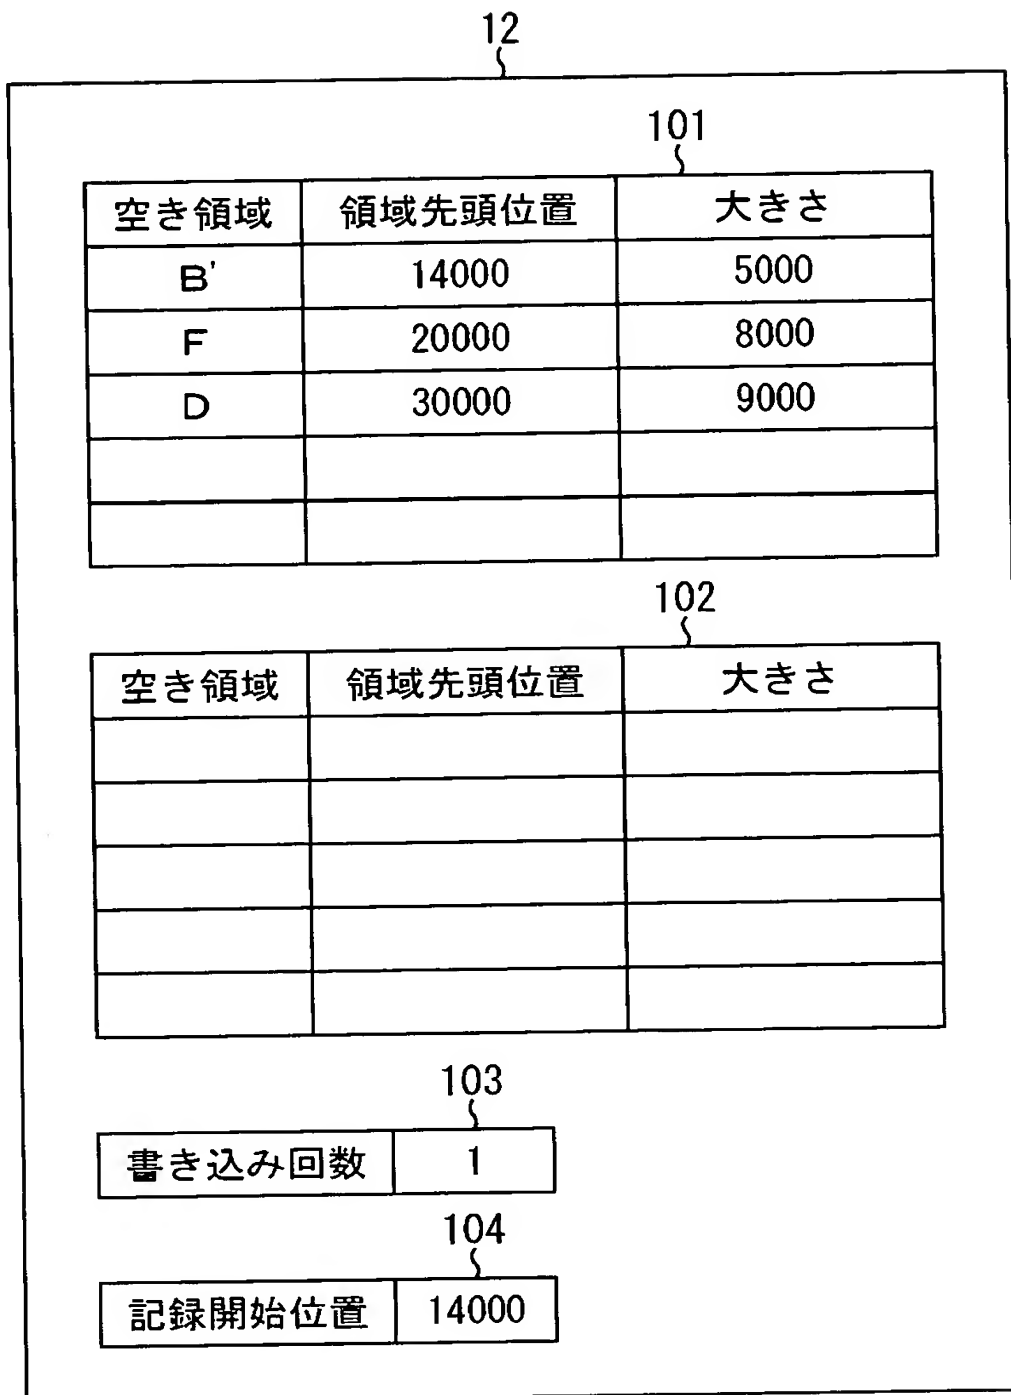 12
101
空き領域 領域先頭位置 大きさ
B' 14000 5000
F 20000 8000
D 30000 9000
102
空き領域 領域先頭位置 大きさ
103
書き込み回数 1
104
記録開始位置 14000